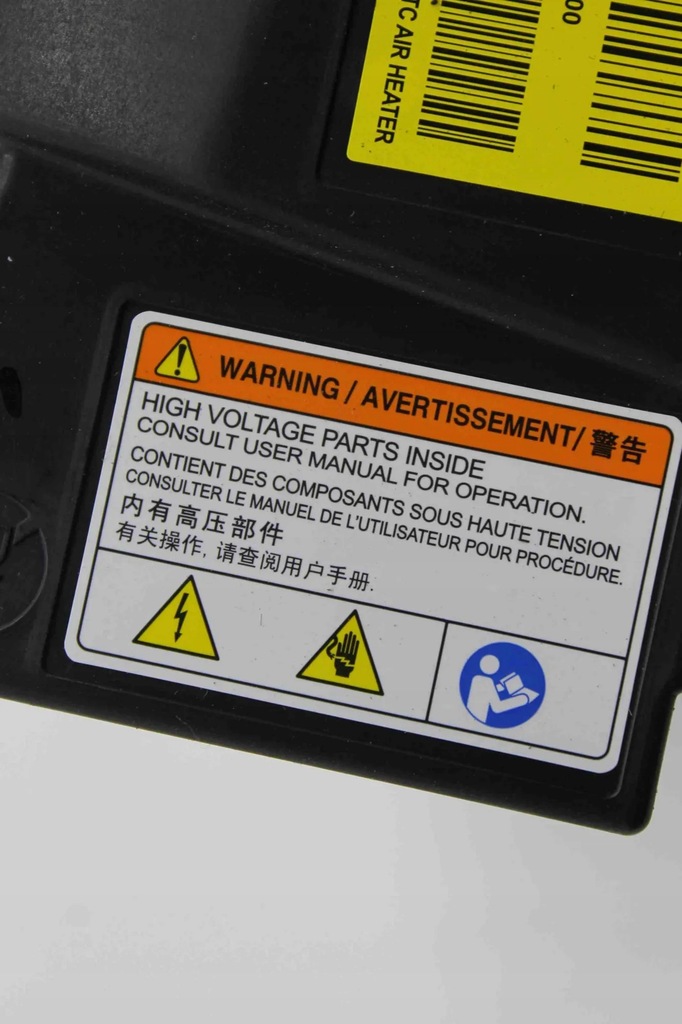 TC AIR HEATER
00
WARNING / AVERTISSEMENT/ 警告
HIGH VOLTAGE PARTS INSIDE
CONSULT USER MANUAL FOR OPERATION.
CONTIENT DES COMPOSANTS SOUS HAUTE TENSION
CONSULTER LE MANUEL DE L'UTILISATEUR POUR PROCÉDURE.
内有高压部件
有关操作, 请查阅用户手册.